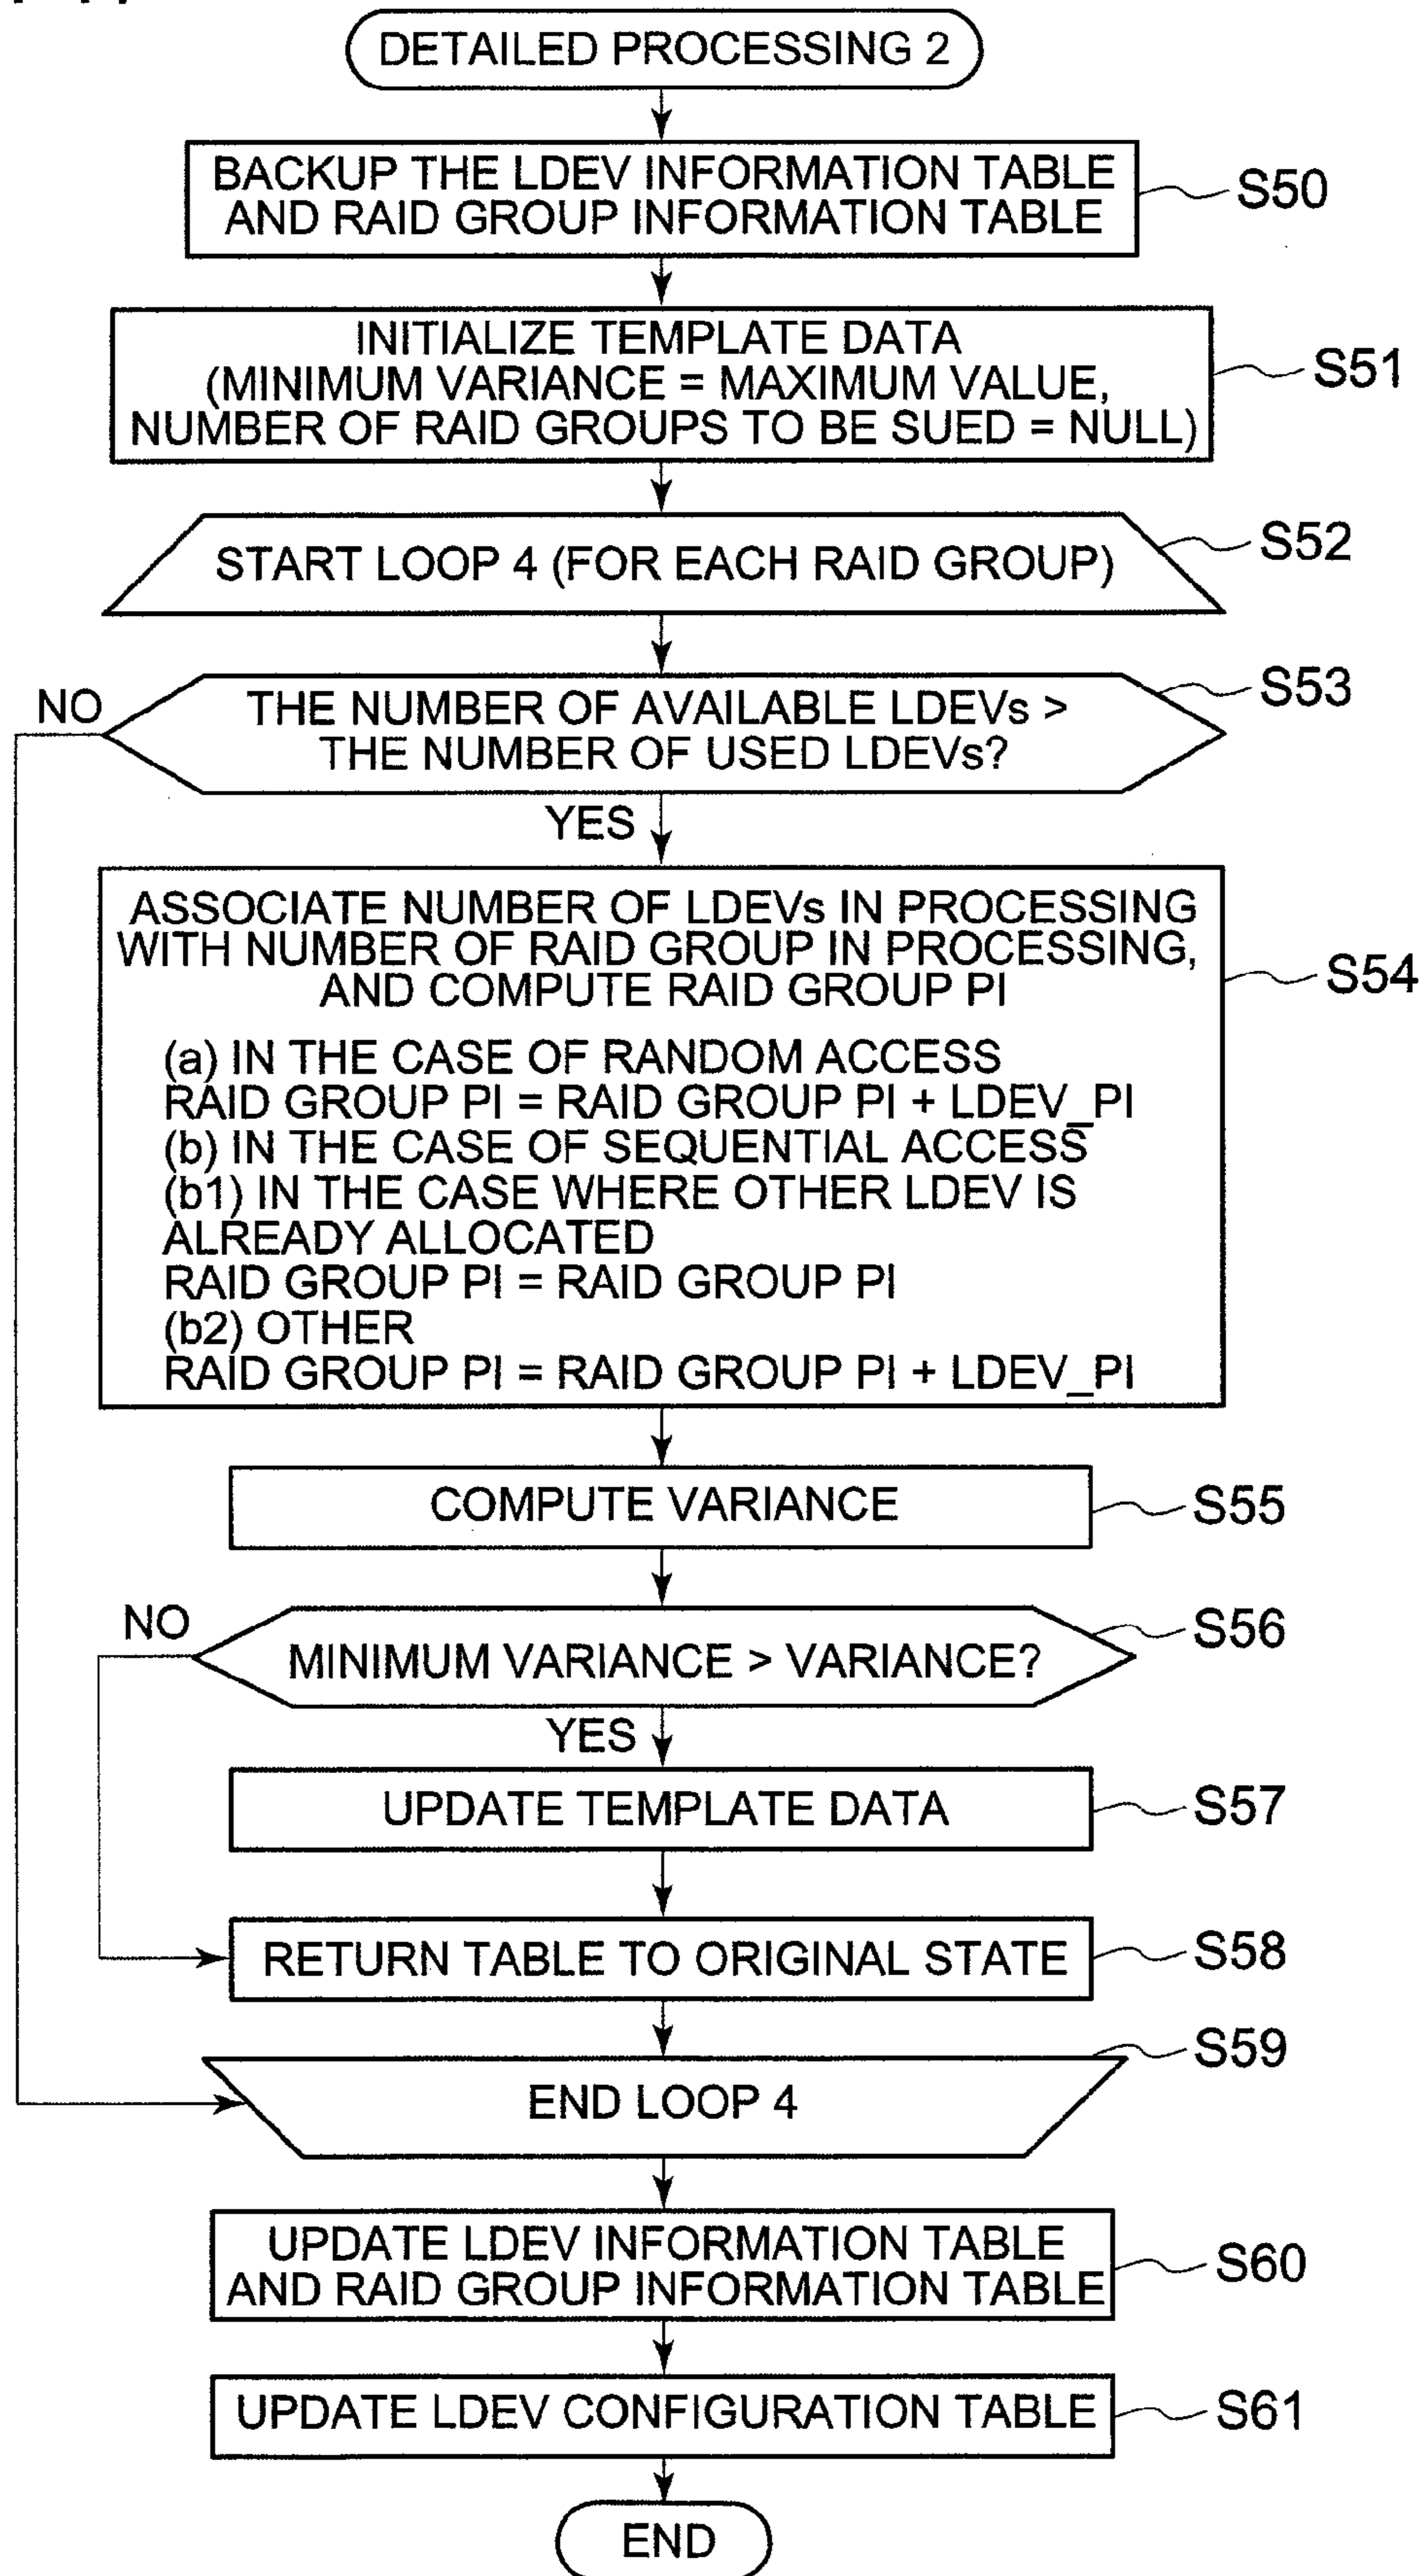 DETAILED PROCESSING 2
BACKUP THE LDEV INFORMATION TABLE
AND RAID GROUP INFORMATION TABLE
S50
INITIALIZE TEMPLATE DATA
(MINIMUM VARIANCE = MAXIMUM VALUE,
NUMBER OF RAID GROUPS TO BE SUED = NULL)
S51
START LOOP 4 (FOR EACH RAID GROUP)
S52
NO
THE NUMBER OF AVAILABLE LDEVs >
THE NUMBER OF USED LDEVs?
S53
YES
ASSOCIATE NUMBER OF LDEVs IN PROCESSING
WITH NUMBER OF RAID GROUP IN PROCESSING,
AND COMPUTE RAID GROUP PI
S54
(a) IN THE CASE OF RANDOM ACCESS
RAID GROUP PI = RAID GROUP PI + LDEV_PI
(b) IN THE CASE OF SEQUENTIAL ACCESS
(b1) IN THE CASE WHERE OTHER LDEV IS
ALREADY ALLOCATED
RAID GROUP PI = RAID GROUP PI
(b2) OTHER
RAID GROUP PI = RAID GROUP PI + LDEV_PI
COMPUTE VARIANCE
S55
NO
MINIMUM VARIANCE > VARIANCE?
S56
YES
UPDATE TEMPLATE DATA
S57
RETURN TABLE TO ORIGINAL STATE
S58
END LOOP 4
S59
UPDATE LDEV INFORMATION TABLE
AND RAID GROUP INFORMATION TABLE
S60
UPDATE LDEV CONFIGURATION TABLE
S61
END